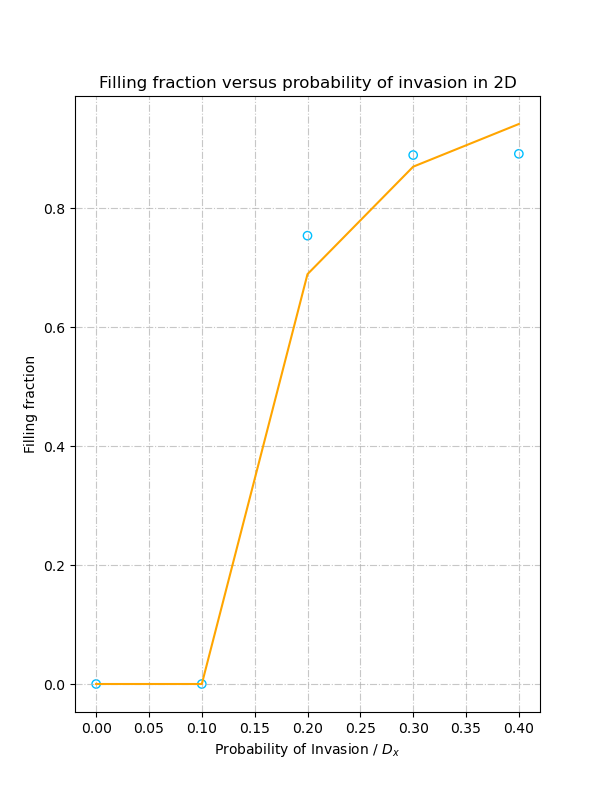 Filling fraction versus probability of invasion in 2D
Filling fraction
0.8
0.6
0.4
0.2
0.0
0.00 0.05 0.10 0.15 0.20 0.25 0.30 0.35 0.40
Probability of Invasion / $D_x$